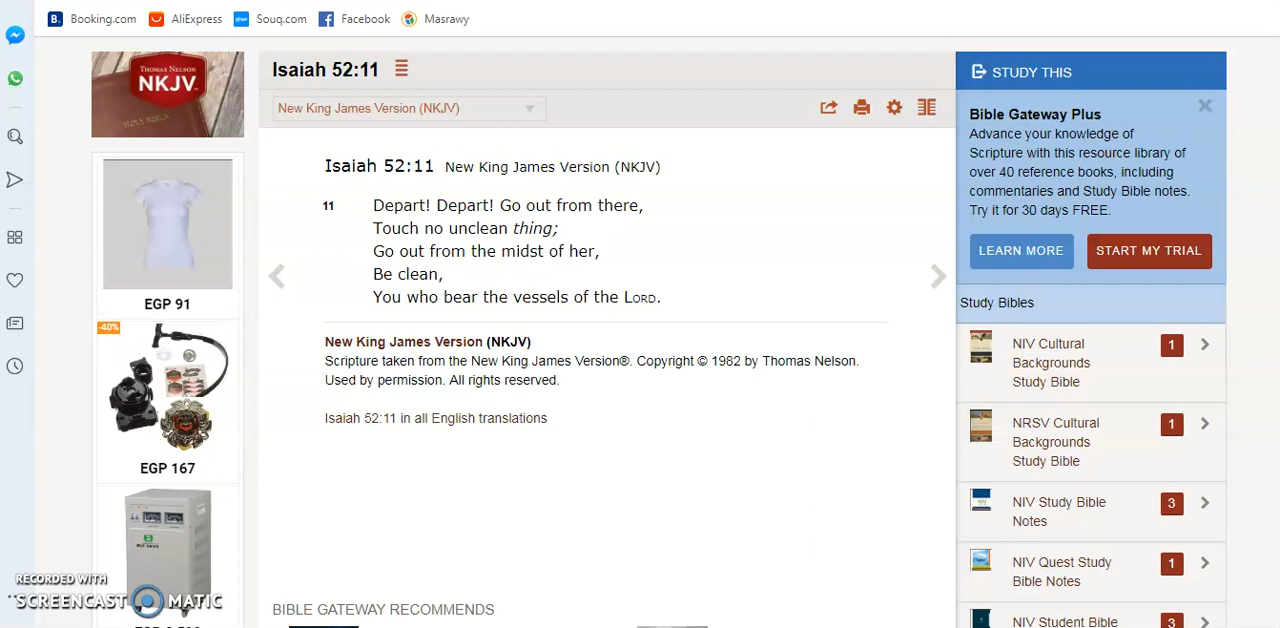 Booking.com AliExpress Souq.com Facebook Masrawy
THOMAS NELSON
NKJV
HOLY BIBLE
EGP 91
-40%
EGP 167
Isaiah 52:11
New King James Version (NKJV)
Isaiah 52:11 New King James Version (NKJV)
11 Depart! Depart! Go out from there,
Touch no unclean thing;
Go out from the midst of her,
Be clean,
You who bear the vessels of the LORD.
New King James Version (NKJV)
Scripture taken from the New King James Version®. Copyright © 1982 by Thomas Nelson.
Used by permission. All rights reserved.
Isaiah 52:11 in all English translations
BIBLE GATEWAY RECOMMENDS
STUDY THIS
Bible Gateway Plus
Advance your knowledge of
Scripture with this resource library of
over 40 reference books, including
commentaries and Study Bible notes.
Try it for 30 days FREE.
LEARN MORE START MY TRIAL
Study Bibles
NIV Cultural
Backgrounds
Study Bible
1
NRSV Cultural
Backgrounds
Study Bible
1
NIV Study Bible
Notes
3
NIV Quest Study
Bible Notes
1
NIV Student Bible
3
RECORDED WITH
SCREENCAST MATIC